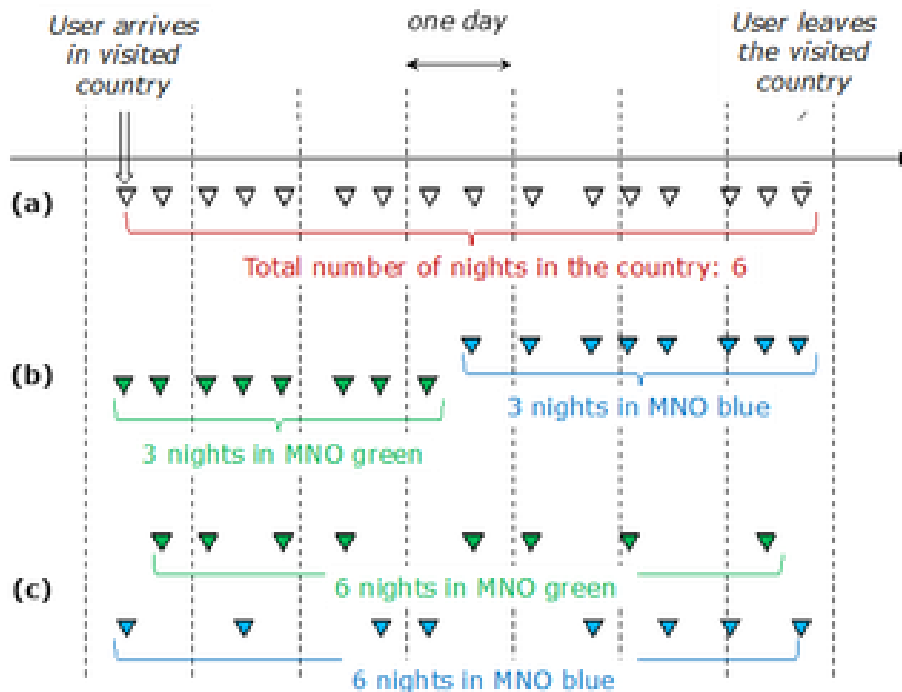 User arrives
in visited
country
one day
User leaves
the visited
country
(a)
Total number of nights in the country: 6
(b)
3 nights in MNO blue
3 nights in MNO green
(c)
6 nights in MNO green
6 nights in MNO blue